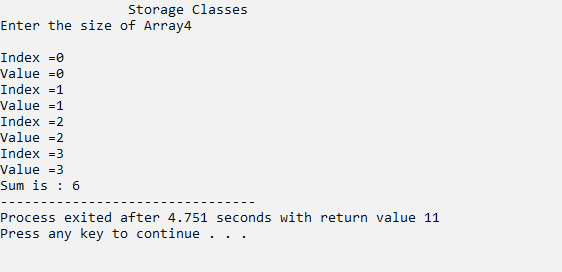 Storage Classes
Enter the size of Array4
Index =0
Value =0
Index =1
Value =1
Index =2
Value =2
Index =3
Value =3
Sum is : 6
--------------------------------
Process exited after 4.751 seconds with return value 11
Press any key to continue . . .